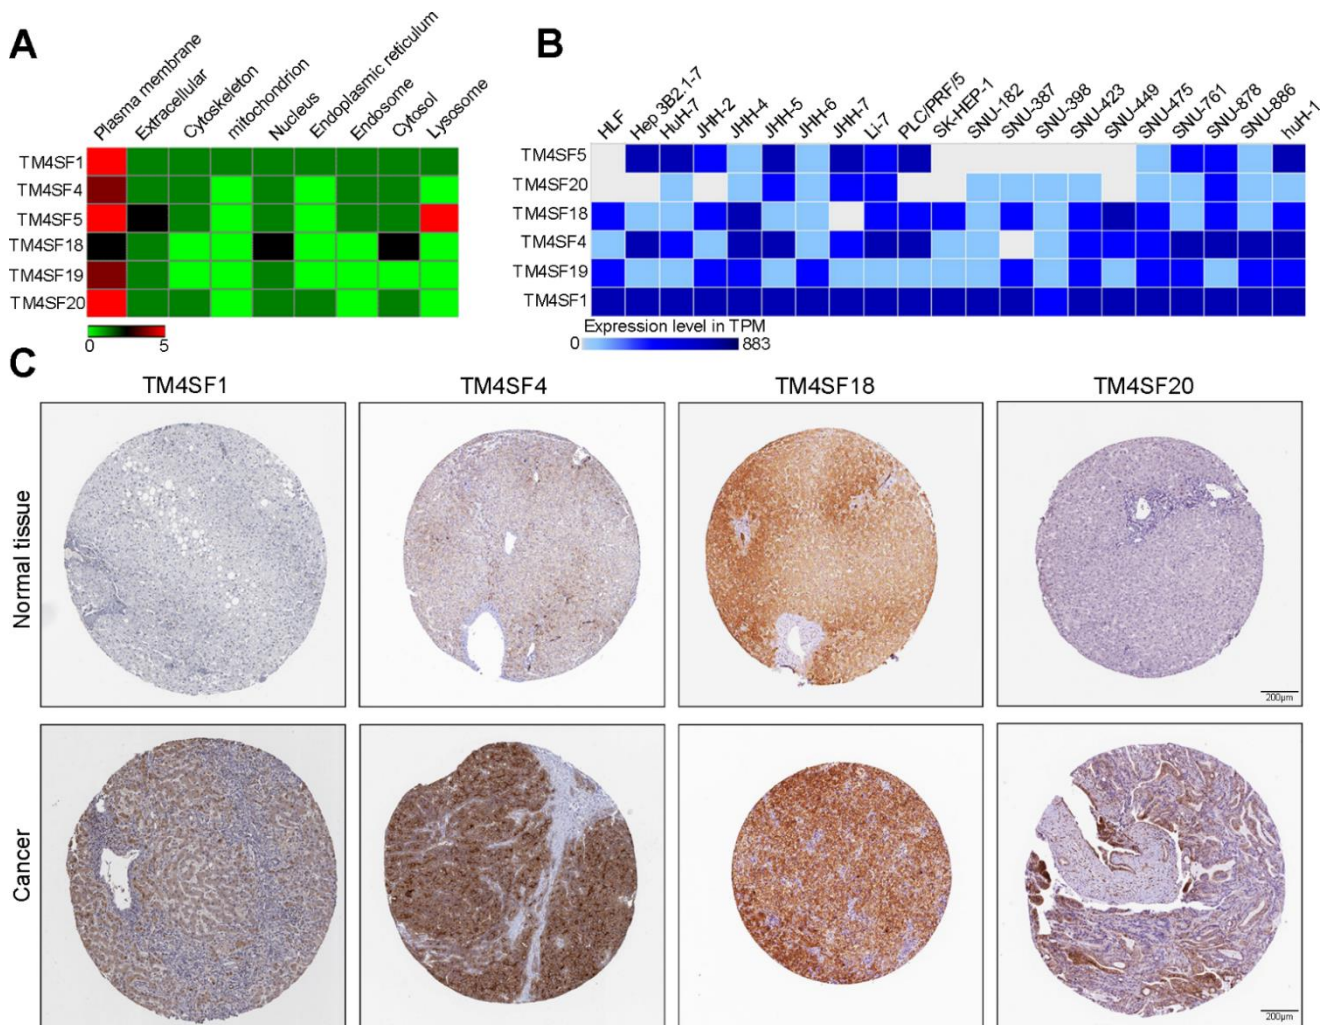 A
Plasma membrane
Extracellular
Cytoskeleton
mitochondrion
Nucleus
Endoplasmic reticulum
Endosome
Cytosol
Lysosome
TM4SF1
TM4SF4
TM4SF5
TM4SF18
TM4SF19
TM4SF20
0 5
B
HLF
Hep 3B2.1-7
HuH-7
JHH-2
JHH-4
JHH-5
JHH-6
JHH-7
Li-7
PLC/PRF/5
SK-HEP-1
SNU-182
SNU-387
SNU-398
SNU-423
SNU-449
SNU-475
SNU-761
SNU-878
SNU-886
huH-1
TM4SF5
TM4SF20
TM4SF18
TM4SF4
TM4SF19
TM4SF1
Expression level in TPM
0 883
C
TM4SF1 TM4SF4 TM4SF18 TM4SF20
Normal tissue
200µm
Cancer
200µm